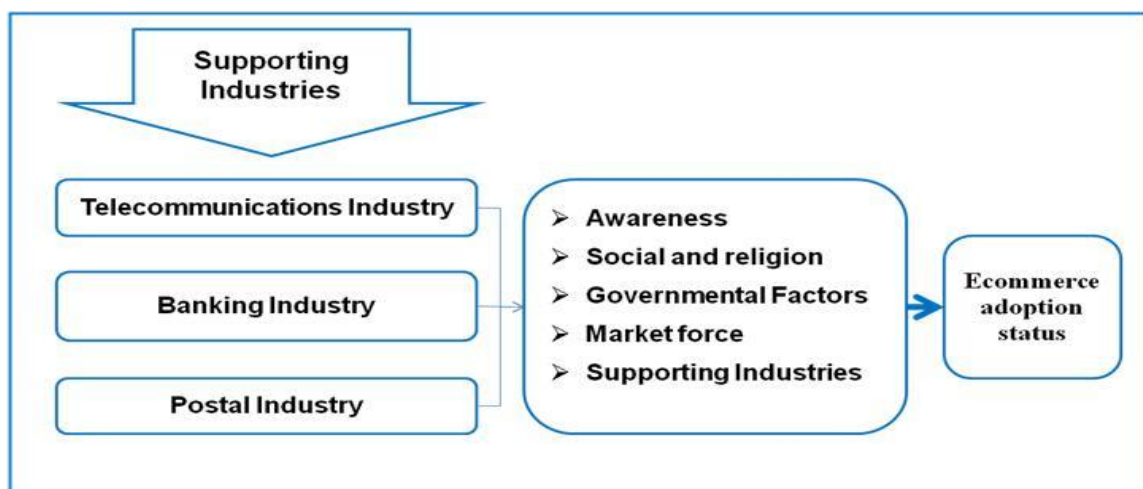 Supporting
Industries
Telecommunications Industry
Banking Industry
Postal Industry
➢ Awareness
➢ Social and religion
➢ Governmental Factors
➢ Market force
➢ Supporting Industries
Ecommerce
adoption
status